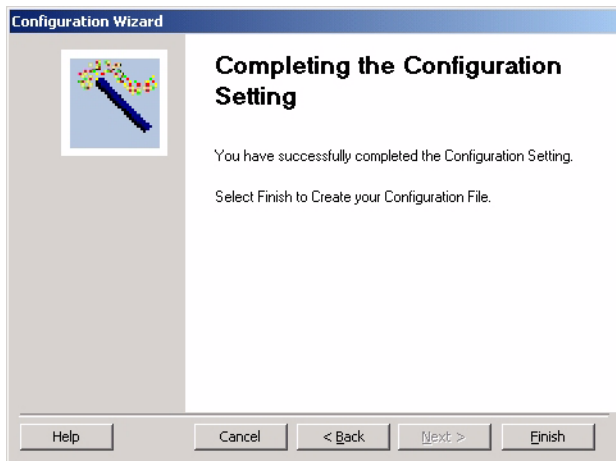 Configuration Wizard
Completing the Configuration
Setting
You have successfully completed the Configuration Setting.
Select Finish to Create your Configuration File.
Help
Cancel
< Back
Next >
Finish